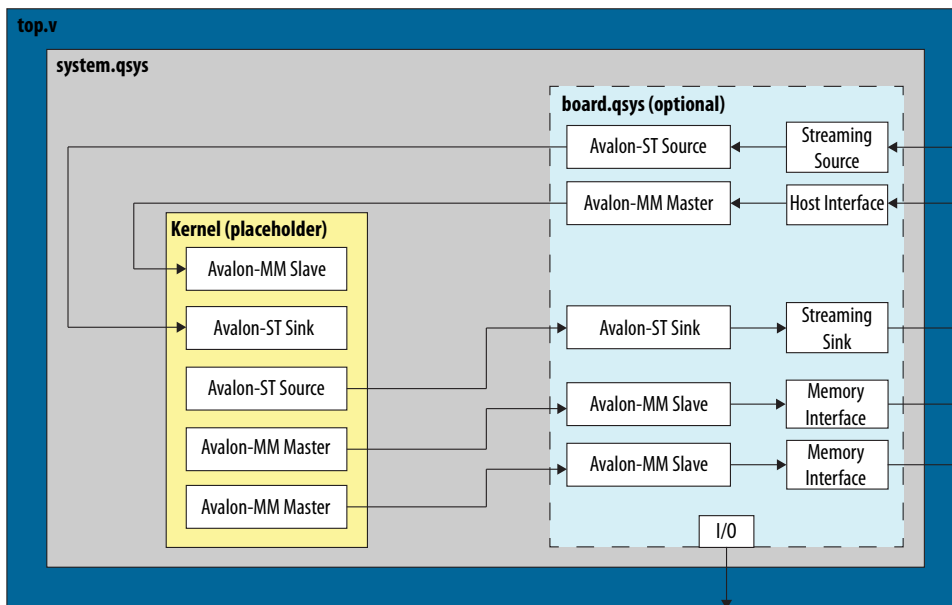 top.v
system.qsys
board.qsys (optional)
Avalon-ST Source
Streaming
Source
Avalon-MM Master
Host Interface
Kernel (placeholder)
Avalon-MM Slave
Avalon-ST Sink
Avalon-ST Source
Avalon-MM Master
Avalon-MM Master
Avalon-ST Sink
Streaming
Sink
Avalon-MM Slave
Memory
Interface
Avalon-MM Slave
Memory
Interface
I/O